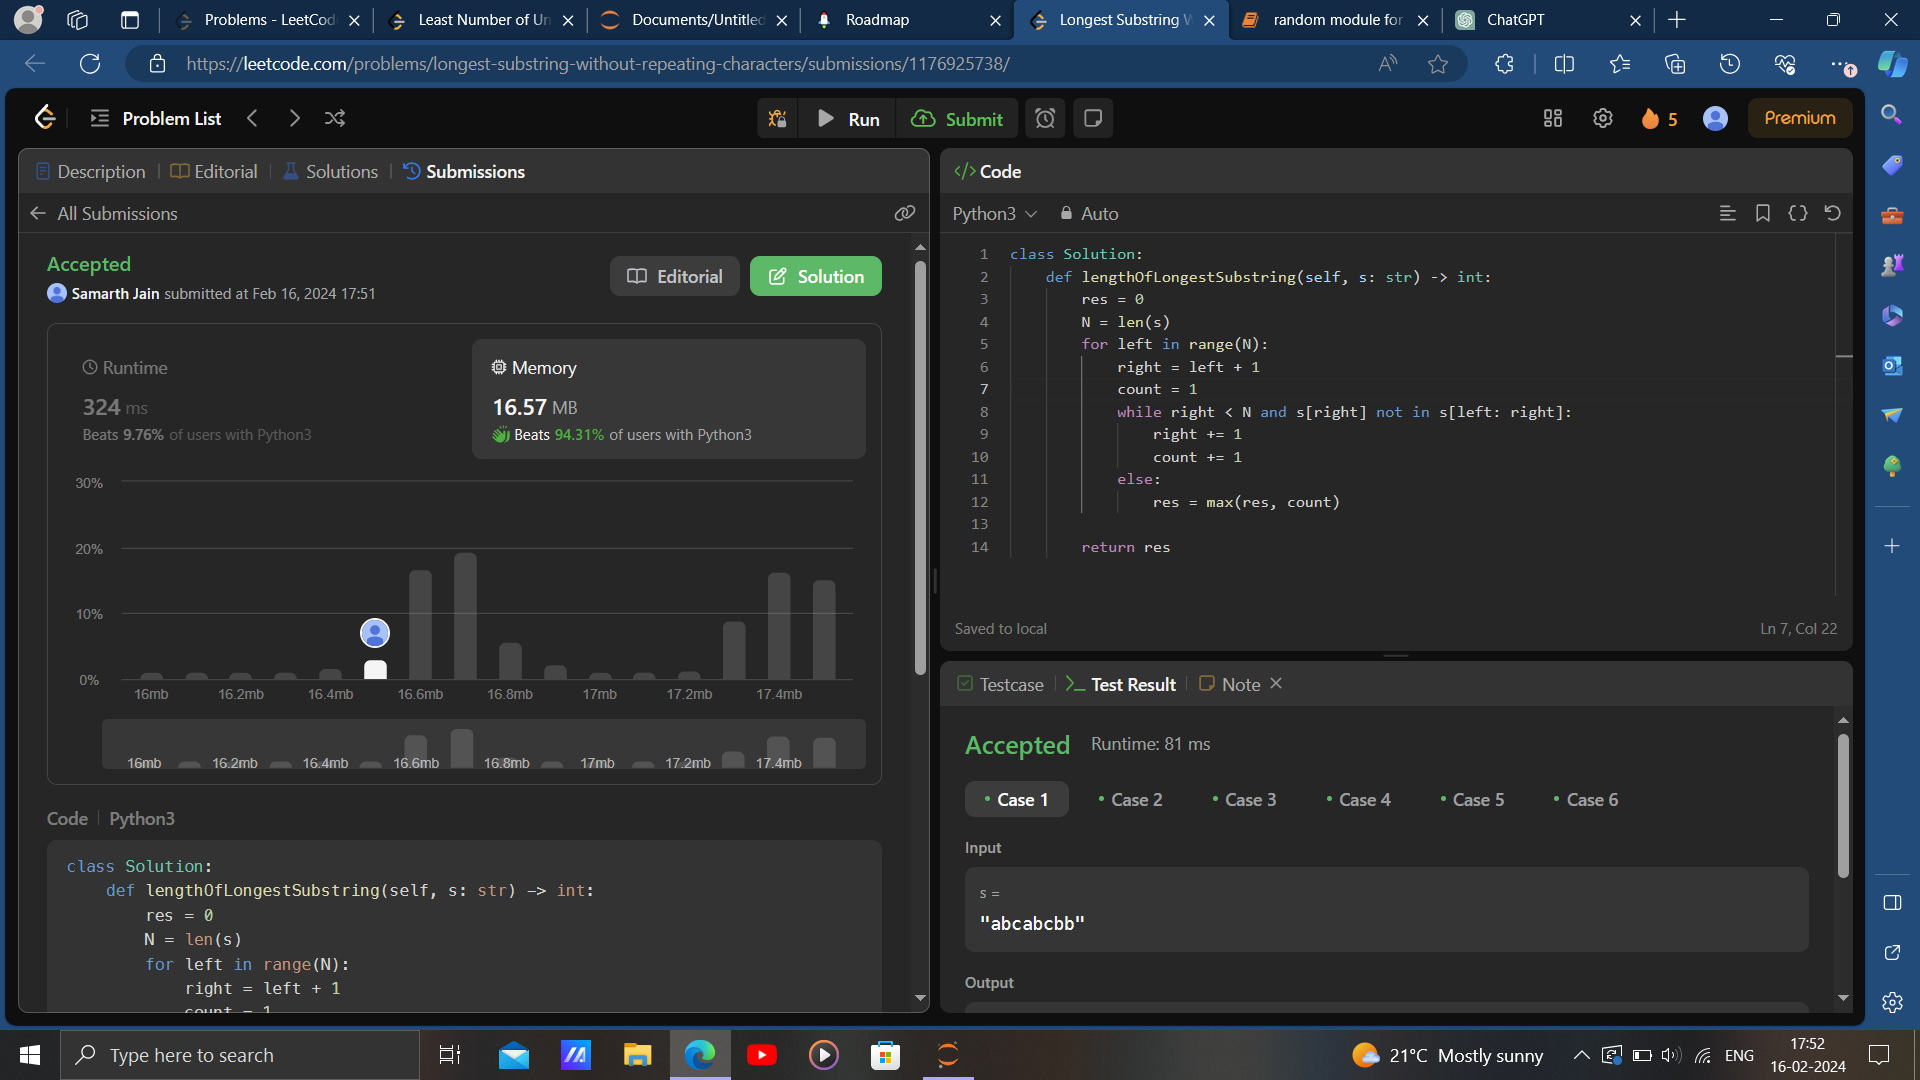 Problems - LeetCod
Least Number of Un
Documents/Untitled
Roadmap
Longest Substring W
random module for
ChatGPT
https://leetcode.com/problems/longest-substring-without-repeating-characters/submissions/1176925738/
Problem List
Run
Submit
5
Premium
Description
Editorial
Solutions
Submissions
All Submissions
Accepted
Samarth Jain submitted at Feb 16, 2024 17:51
Editorial
Solution
Runtime
324 ms
Beats 9.76% of users with Python3
Memory
16.57 MB
Beats 94.31% of users with Python3
30%
20%
10%
0%
16mb 16.2mb 16.4mb 16.6mb 16.8mb 17mb 17.2mb 17.4mb
16mb 16.2mb 16.4mb 16.6mb 16.8mb 17mb 17.2mb 17.4mb
Code | Python3
class Solution:
    def lengthOfLongestSubstring(self, s: str) -> int:
        res = 0
        N = len(s)
        for left in range(N):
            right = left + 1
            count = 1
</> Code
Python3
Auto
1 class Solution:
2     def lengthOfLongestSubstring(self, s: str) -> int:
3         res = 0
4         N = len(s)
5         for left in range(N):
6             right = left + 1
7             count = 1
8             while right < N and s[right] not in s[left: right]:
9                 right += 1
10                 count += 1
11             else:
12                 res = max(res, count)
13
14         return res
Saved to local
Ln 7, Col 22
Testcase
Test Result
Note
Accepted Runtime: 81 ms
Case 1
Case 2
Case 3
Case 4
Case 5
Case 6
Input
s =
"abcabcbb"
Output
Type here to search
21°C Mostly sunny
ENG
17:52
16-02-2024